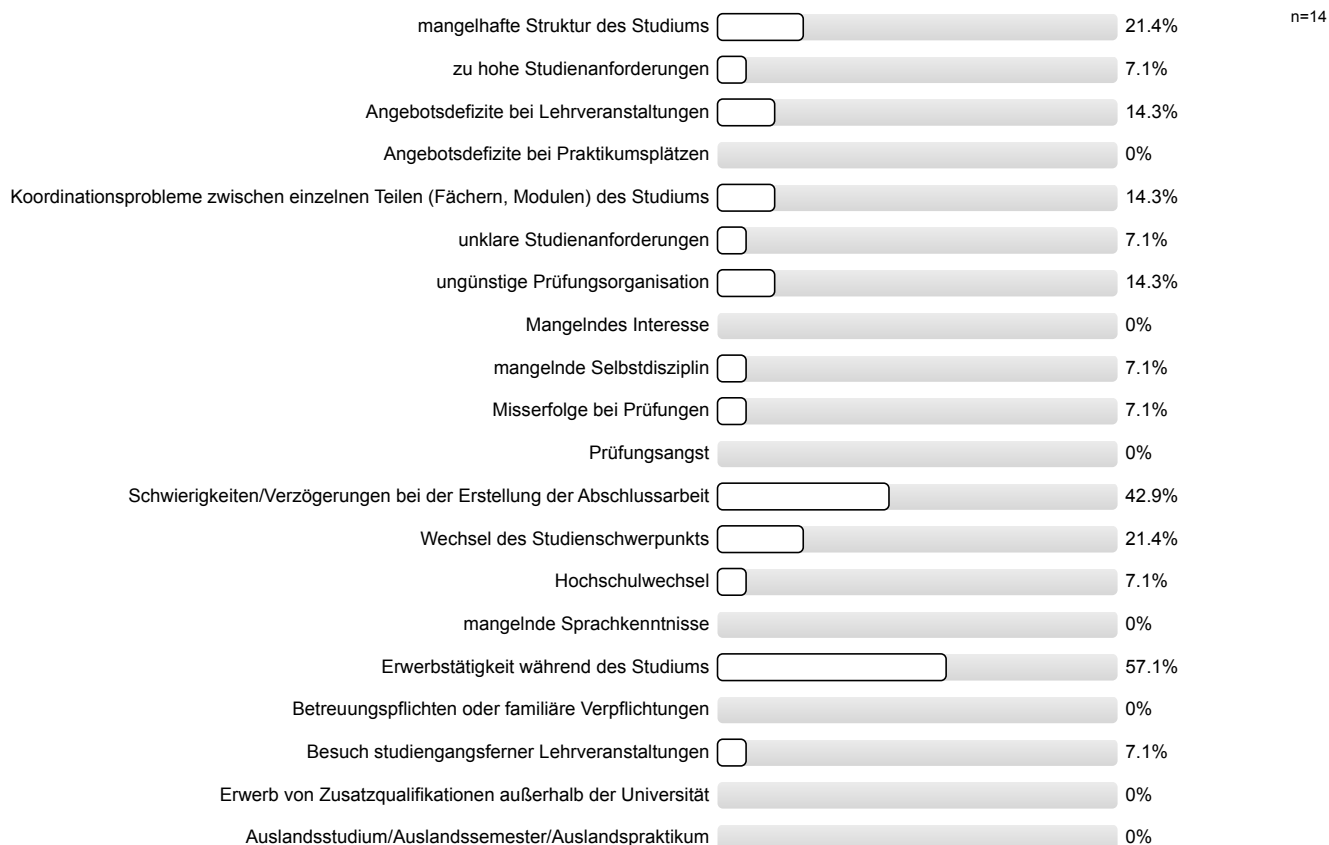 mangelhafte Struktur des Studiums 21.4% n=14
zu hohe Studienanforderungen 7.1%
Angebotsdefizite bei Lehrveranstaltungen 14.3%
Angebotsdefizite bei Praktikumsplätzen 0%
Koordinationsprobleme zwischen einzelnen Teilen (Fächern, Modulen) des Studiums 14.3%
unklare Studienanforderungen 7.1%
ungünstige Prüfungsorganisation 14.3%
Mangelndes Interesse 0%
mangelnde Selbstdisziplin 7.1%
Misserfolge bei Prüfungen 7.1%
Prüfungsangst 0%
Schwierigkeiten/Verzögerungen bei der Erstellung der Abschlussarbeit 42.9%
Wechsel des Studienschwerpunkts 21.4%
Hochschulwechsel 7.1%
mangelnde Sprachkenntnisse 0%
Erwerbstätigkeit während des Studiums 57.1%
Betreuungspflichten oder familiäre Verpflichtungen 0%
Besuch studiengangsferner Lehrveranstaltungen 7.1%
Erwerb von Zusatzqualifikationen außerhalb der Universität 0%
Auslandsstudium/Auslandssemester/Auslandspraktikum 0%